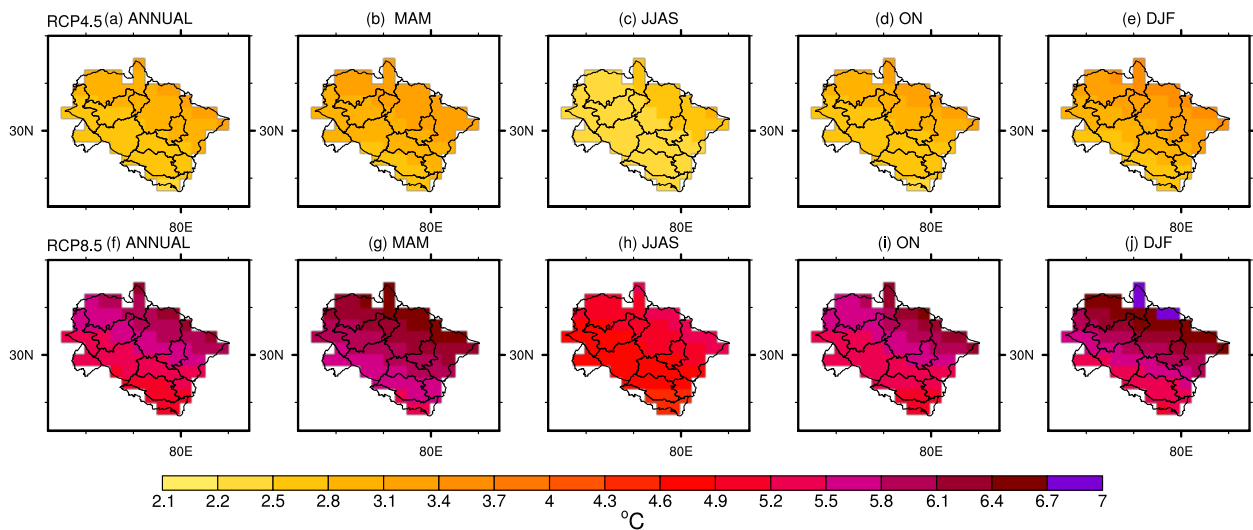 RCP4.5 (a) ANNUAL (b) MAM (c) JJAS (d) ON (e) DJF
30N 30N 30N 30N 30N
80E 80E 80E 80E 80E
RCP8.5 (f) ANNUAL (g) MAM (h) JJAS (i) ON (j) DJF
30N 30N 30N 30N 30N
80E 80E 80E 80E 80E
2.1 2.2 2.5 2.8 3.1 3.4 3.7 4 4.3 4.6 4.9 5.2 5.5 5.8 6.1 6.4 6.7 7
°C